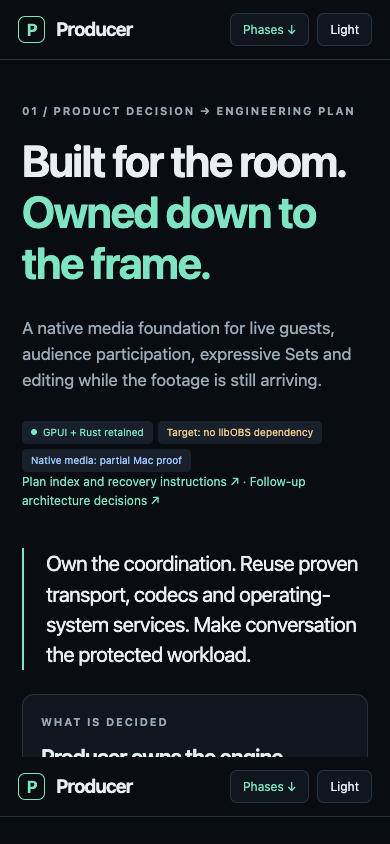 P Producer Phases ↓ Light
01 / PRODUCT DECISION → ENGINEERING PLAN
Built for the room.
Owned down to
the frame.
A native media foundation for live guests,
audience participation, expressive Sets and
editing while the footage is still arriving.
GPUI + Rust retained Target: no libOBS dependency
Native media: partial Mac proof
Plan index and recovery instructions ↗ · Follow-up
architecture decisions ↗
Own the coordination. Reuse proven
transport, codecs and operating-
system services. Make conversation
the protected workload.
WHAT IS DECIDED
Producer owns the engine
P Producer Phases ↓ Light